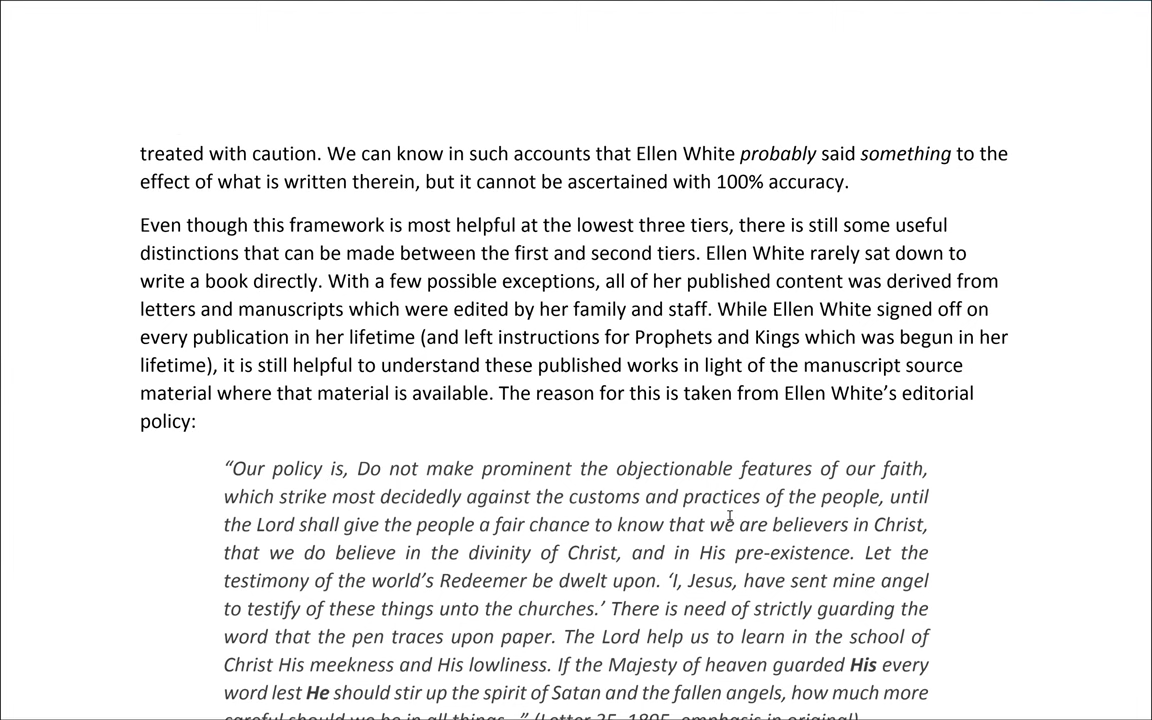 treated with caution. We can know in such accounts that Ellen White probably said something to the
effect of what is written therein, but it cannot be ascertained with 100% accuracy.
Even though this framework is most helpful at the lowest three tiers, there is still some useful
distinctions that can be made between the first and second tiers. Ellen White rarely sat down to
write a book directly. With a few possible exceptions, all of her published content was derived from
letters and manuscripts which were edited by her family and staff. While Ellen White signed off on
every publication in her lifetime (and left instructions for Prophets and Kings which was begun in her
lifetime), it is still helpful to understand these published works in light of the manuscript source
material where that material is available. The reason for this is taken from Ellen White’s editorial
policy:
“Our policy is, Do not make prominent the objectionable features of our faith,
which strike most decidedly against the customs and practices of the people, until
the Lord shall give the people a fair chance to know that we are believers in Christ,
that we do believe in the divinity of Christ, and in His pre-existence. Let the
testimony of the world’s Redeemer be dwelt upon. ‘I, Jesus, have sent mine angel
to testify of these things unto the churches.’ There is need of strictly guarding the
word that the pen traces upon paper. The Lord help us to learn in the school of
Christ His meekness and His lowliness. If the Majesty of heaven guarded His every
word lest He should stir up the spirit of Satan and the fallen angels, how much more
careful should we be in all things…” (Letter 25, 1895, emphasis in original)